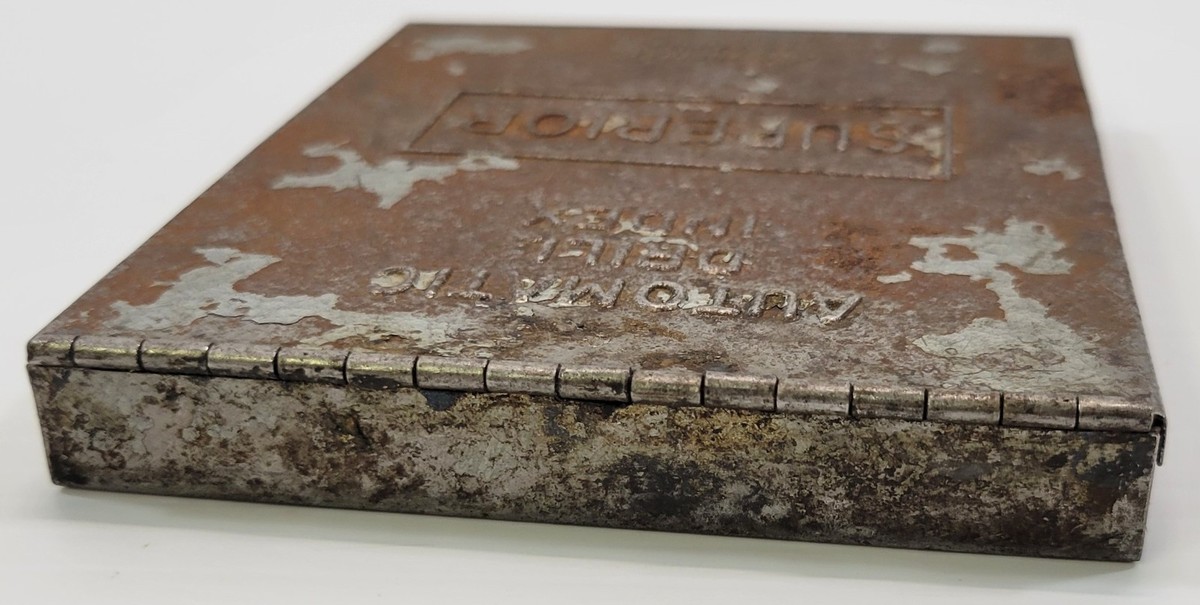 SUPERIOR
AUTOMATIC
DRILL
INDEX